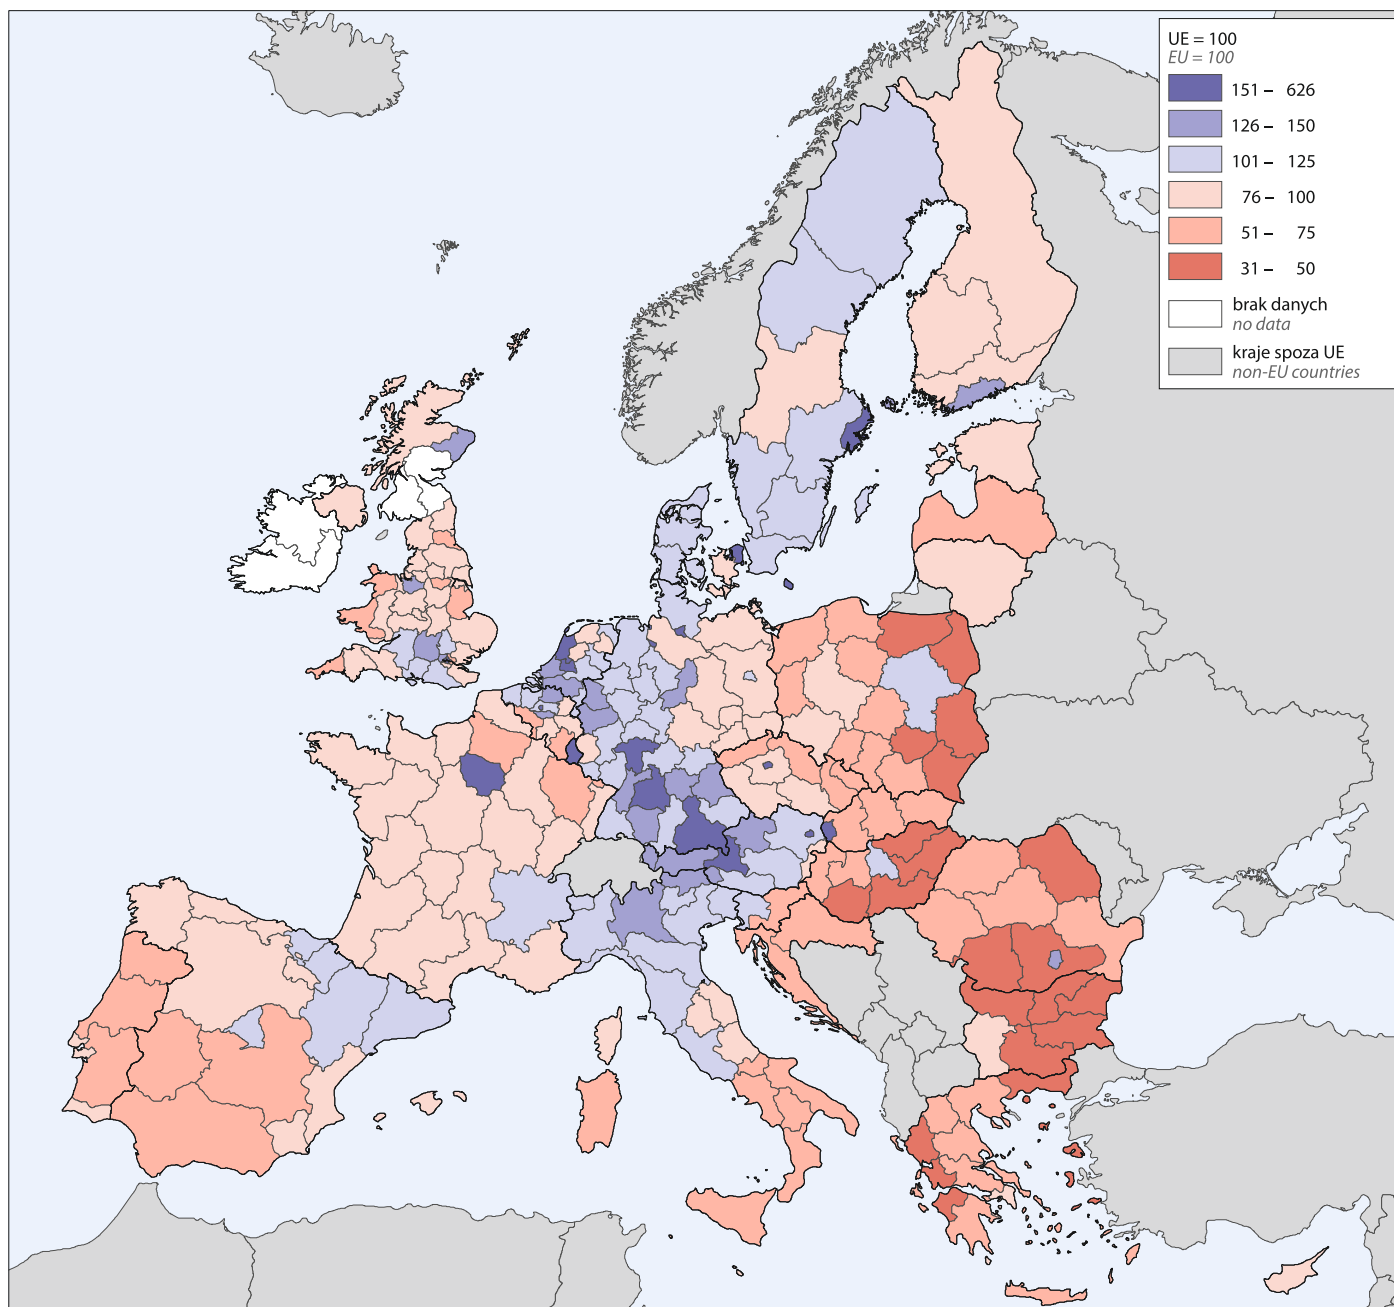 UE = 100
EU = 100
151 – 626
126 – 150
101 – 125
76 – 100
51 – 75
31 – 50
brak danych
no data
kraje spoza UE
non-EU countries